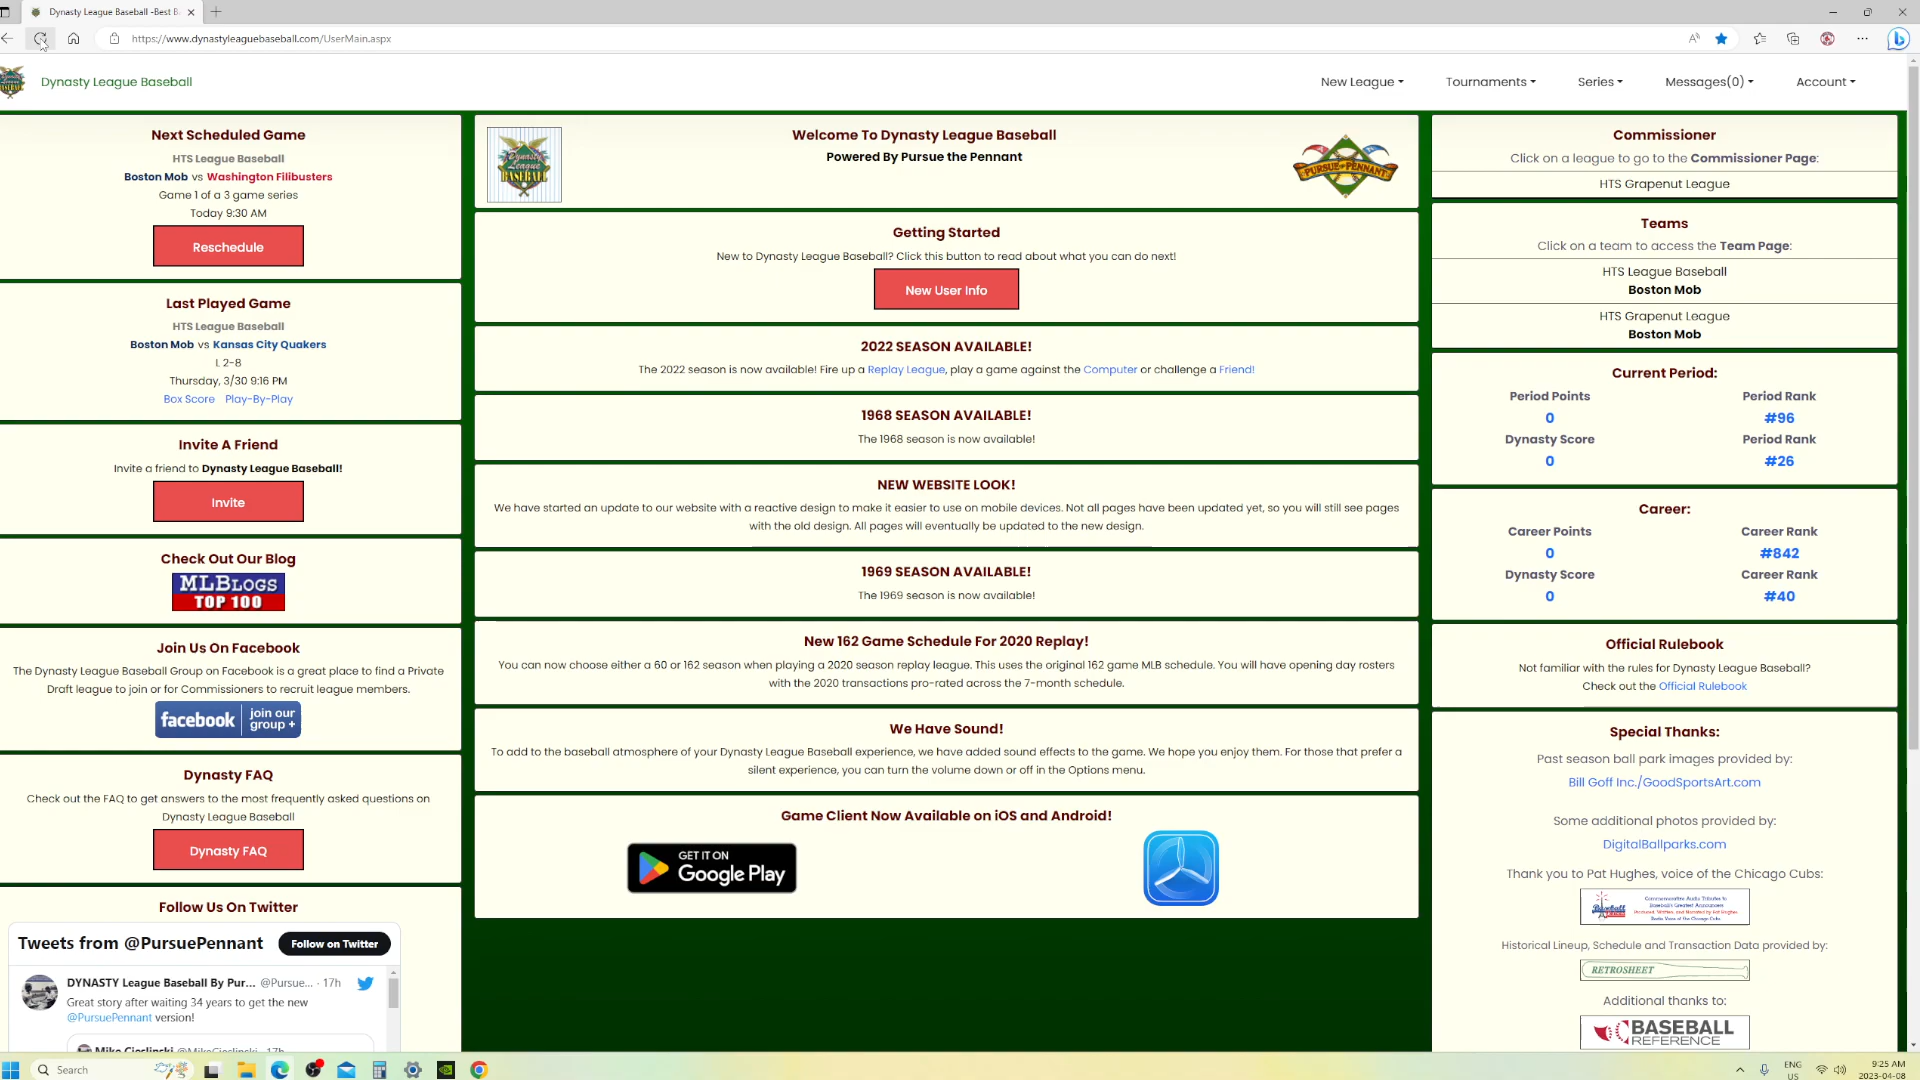 Dynasty League Baseball -Best B
https://www.dynastyleaguebaseball.com/UserMain.aspx
Dynasty League Baseball
New League
Tournaments
Series
Messages(0)
Account
Next Scheduled Game
HTS League Baseball
Boston Mob vs Washington Filibusters
Game 1 of a 3 game series
Today 9:30 AM
Reschedule
Last Played Game
HTS League Baseball
Boston Mob vs Kansas City Quakers
L 2-8
Thursday, 3/30 9:16 PM
Box Score Play-By-Play
Invite A Friend
Invite a friend to Dynasty League Baseball!
Invite
Check Out Our Blog
MLBLOGS
TOP 100
Join Us On Facebook
The Dynasty League Baseball Group on Facebook is a great place to find a Private
Draft league to join or for Commissioners to recruit league members.
facebook join our
group +
Dynasty FAQ
Check out the FAQ to get answers to the most frequently asked questions on
Dynasty League Baseball
Dynasty FAQ
Follow Us On Twitter
Tweets from @PursuePennant
Follow on Twitter
DYNASTY League Baseball By Pur... @Pursue... · 17h
Great story after waiting 34 years to get the new
@PursuePennant version!
Mike Cieslinski @MikeCieslinski · 17h
Dynasty League BASEBALL
Welcome To Dynasty League Baseball
Powered By Pursue the Pennant
PURSUE the PENNANT
Getting Started
New to Dynasty League Baseball? Click this button to read about what you can do next!
New User Info
2022 SEASON AVAILABLE!
The 2022 season is now available! Fire up a Replay League, play a game against the Computer or challenge a Friend!
1968 SEASON AVAILABLE!
The 1968 season is now available!
NEW WEBSITE LOOK!
We have started an update to our website with a reactive design to make it easier to use on mobile devices. Not all pages have been updated yet, so you will still see pages
with the old design. All pages will eventually be updated to the new design.
1969 SEASON AVAILABLE!
The 1969 season is now available!
New 162 Game Schedule For 2020 Replay!
You can now choose either a 60 or 162 season when playing a 2020 season replay league. This uses the original 162 game MLB schedule. You will have opening day rosters
with the 2020 transactions pro-rated across the 7-month schedule.
We Have Sound!
To add to the baseball atmosphere of your Dynasty League Baseball experience, we have added sound effects to the game. We hope you enjoy them. For those that prefer a
silent experience, you can turn the volume down or off in the Options menu.
Game Client Now Available on iOS and Android!
GET IT ON
Google Play
Commissioner
Click on a league to go to the Commissioner Page:
HTS Grapenut League
Teams
Click on a team to access the Team Page:
HTS League Baseball
Boston Mob
HTS Grapenut League
Boston Mob
Current Period:
Period Points Period Rank
0 #96
Dynasty Score Period Rank
0 #26
Career:
Career Points Career Rank
0 #842
Dynasty Score Career Rank
0 #40
Official Rulebook
Not familiar with the rules for Dynasty League Baseball?
Check out the Official Rulebook
Special Thanks:
Past season ball park images provided by:
Bill Goff Inc./GoodSportsArt.com
Some additional photos provided by:
DigitalBallparks.com
Thank you to Pat Hughes, voice of the Chicago Cubs:
Historical Lineup, Schedule and Transaction Data provided by:
RETROSHEET
Additional thanks to:
BASEBALL
REFERENCE
Search
ENG
US
9:25 AM
2023-04-08